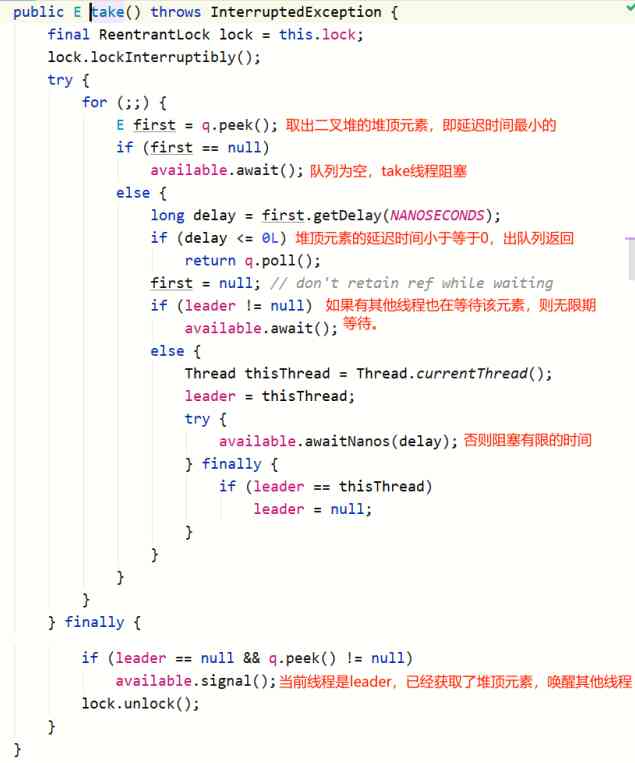 public E take() throws InterruptedException {
final ReentrantLock lock = this.lock;
lock.lockInterruptibly();
try {
for (;;) {
E first = q.peek(); 取出二叉堆的堆顶元素，即延迟时间最小的
if (first == null)
available.await(); 队列为空，take线程阻塞
else {
long delay = first.getDelay(NANOSECONDS);
if (delay <= 0L) 堆顶元素的延迟时间小于等于0，出队列返回
return q.poll();
first = null; // don't retain ref while waiting
if (leader != null) 如果有其他线程也在等待该元素，则无限期
available.await(); 等待。
else {
Thread thisThread = Thread.currentThread();
leader = thisThread;
try {
available.awaitNanos(delay); 否则阻塞有限的时间
} finally {
if (leader == thisThread)
leader = null;
}
}
}
}
} finally {
if (leader == null && q.peek() != null)
available.signal(); 当前线程是leader，已经获取了堆顶元素，唤醒其他线程
lock.unlock();
}
}